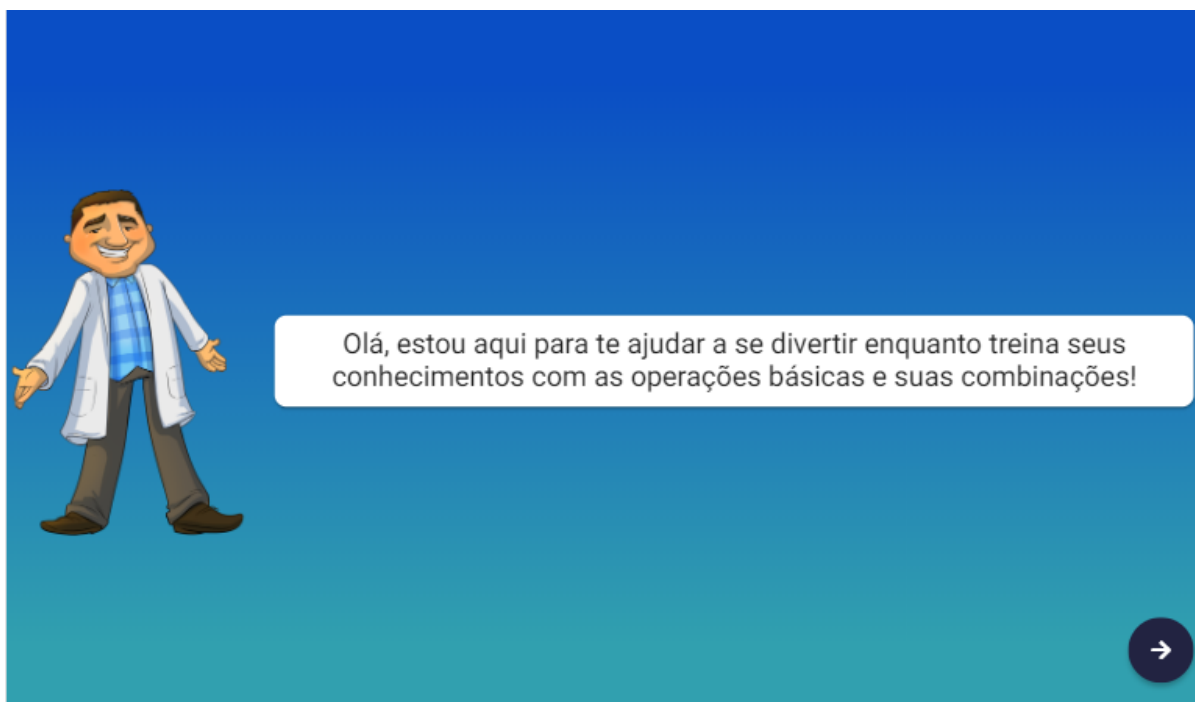 Olá, estou aqui para te ajudar a se divertir enquanto treina seus
conhecimentos com as operações básicas e suas combinações!